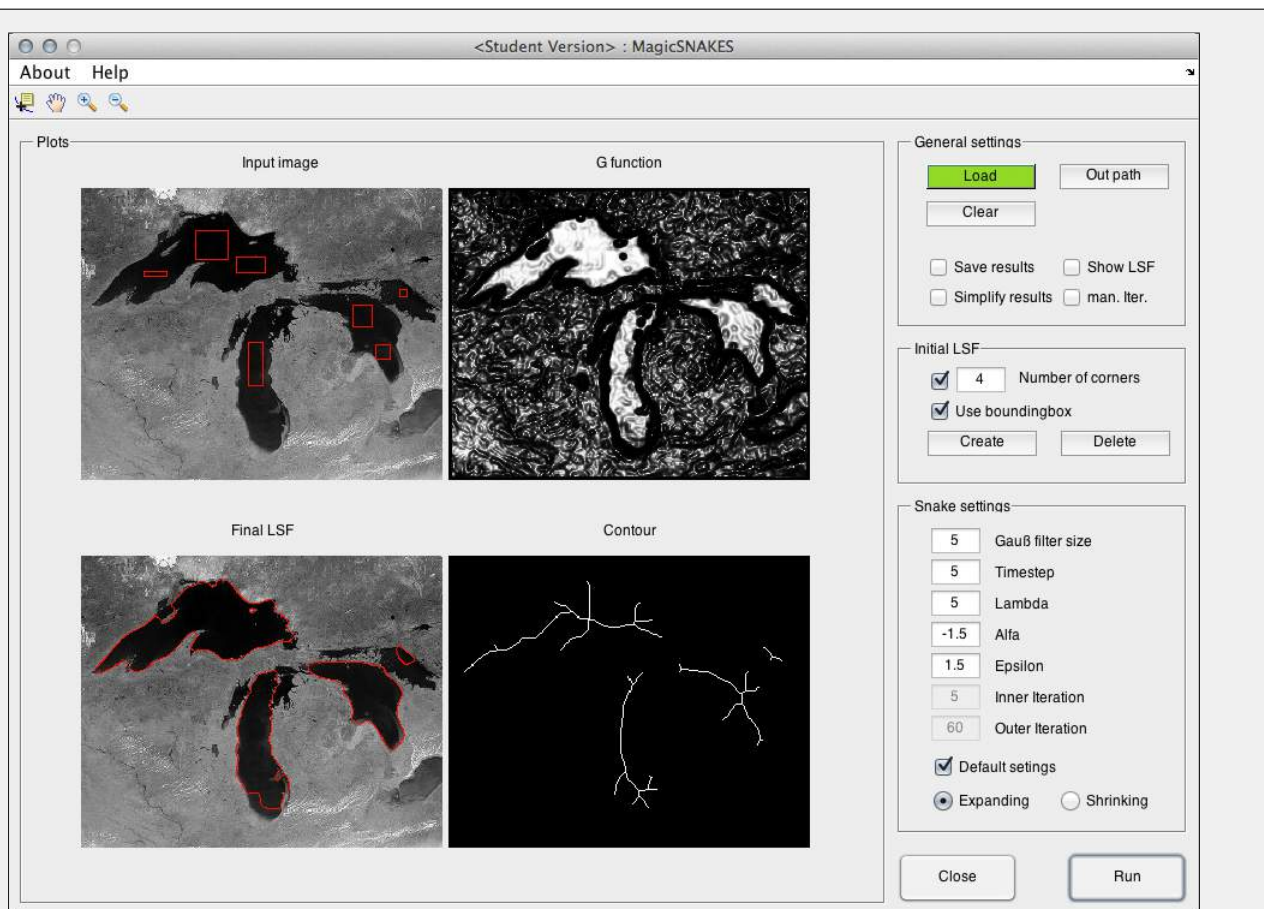 <Student Version> : MagicSNAKES
About Help
Plots
Input image
G function
Final LSF
Contour
General settings
Load
Out path
Clear
Save results
Show LSF
Simplify results
man. Iter.
Initial LSF
4 Number of corners
Use boundingbox
Create
Delete
Snake settings
5 Gauß filter size
5 Timestep
5 Lambda
-1.5 Alfa
1.5 Epsilon
5 Inner Iteration
60 Outer Iteration
Default setings
Expanding
Shrinking
Close
Run